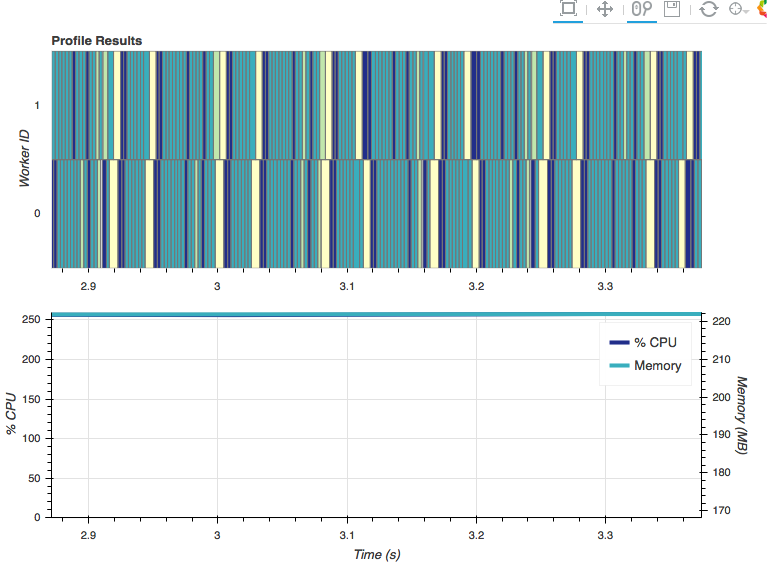 Profile Results
Worker ID
1
0
2.9 3 3.1 3.2 3.3
% CPU
250
200
150
100
50
0
% CPU
Memory
220
210
200
190
180
170
Memory (MB)
2.9 3 3.1 3.2 3.3
Time (s)